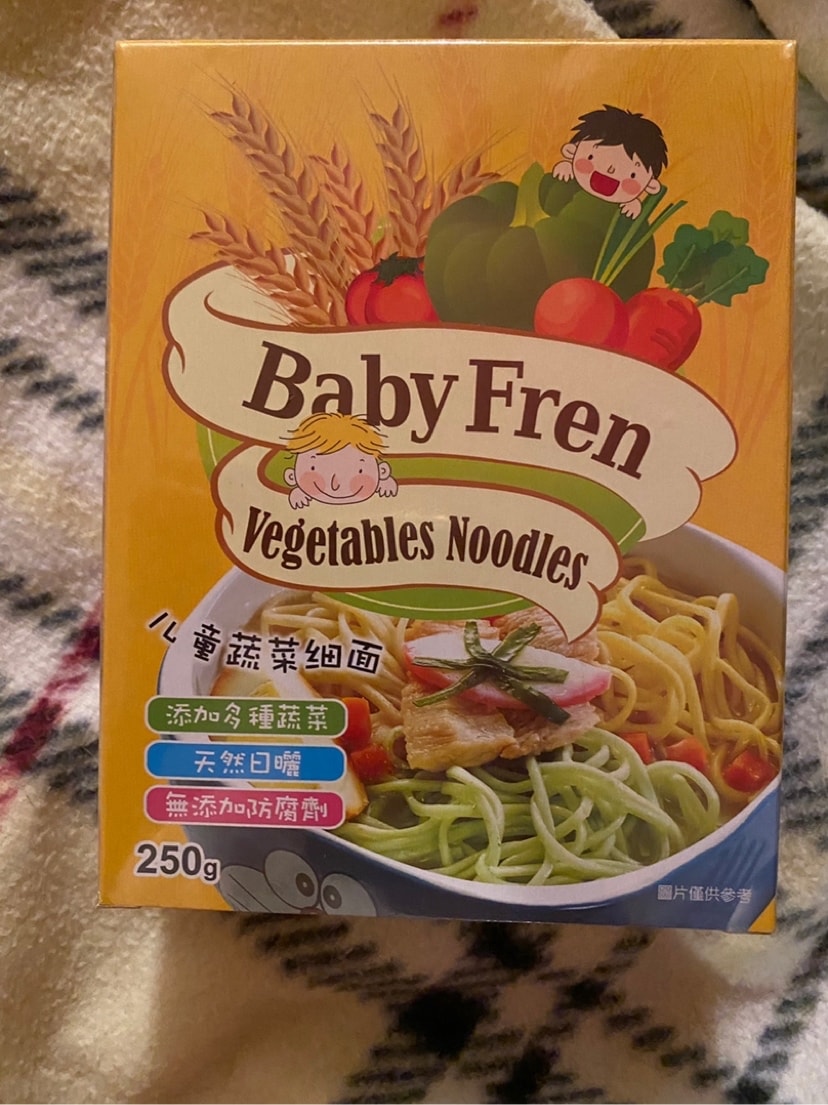 Baby Fren
Vegetables Noodles
儿童蔬菜细面
添加多種蔬菜
天然日曬
無添加防腐劑
250g
圖片僅供參考